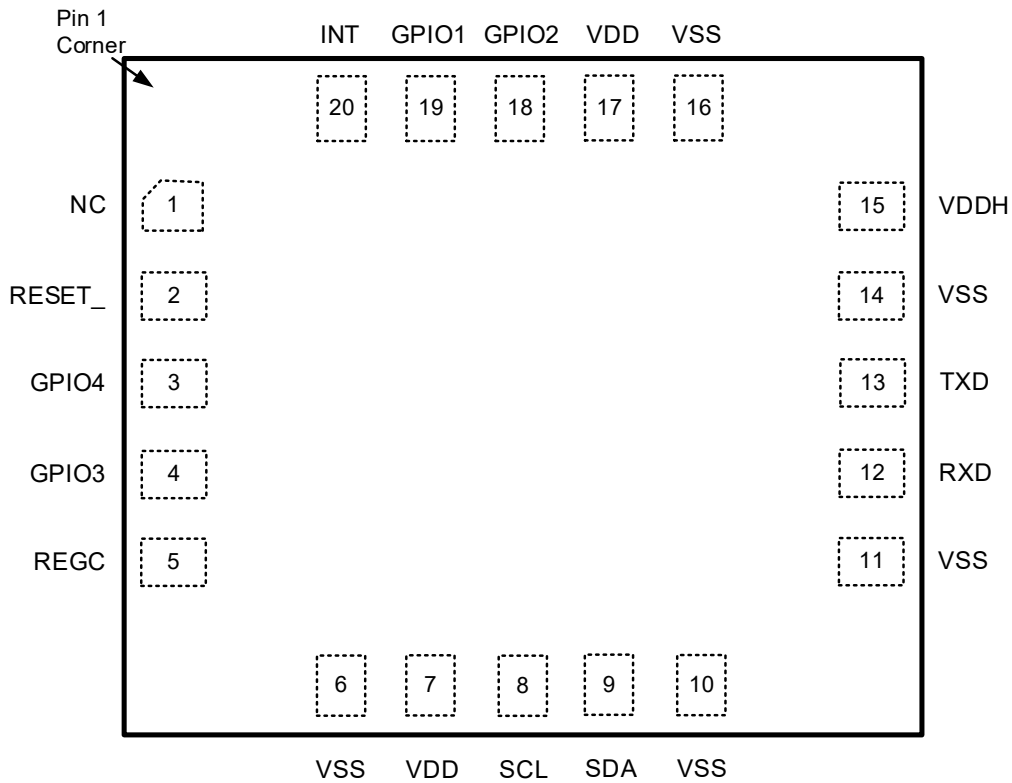 Pin 1
Corner
INT GPIO1 GPIO2 VDD VSS
20 19 18 17 16
NC 1 15 VDDH
RESET_ 2 14 VSS
GPIO4 3 13 TXD
GPIO3 4 12 RXD
REGC 5 11 VSS
6 7 8 9 10
VSS VDD SCL SDA VSS